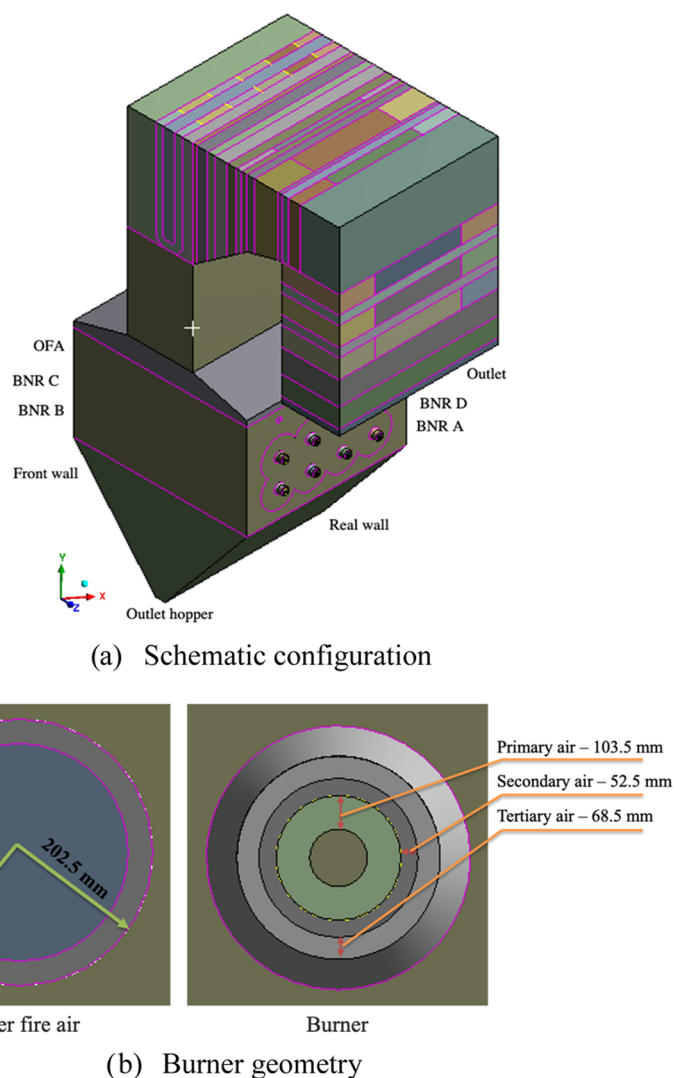 OFA
BNR C
BNR B
Front wall
Outlet
BNR D
BNR A
Real wall
Y
X
Z
Outlet hopper
(a) Schematic configuration
202.5 mm
Primary air – 103.5 mm
Secondary air – 52.5 mm
Tertiary air – 68.5 mm
er fire air
Burner
(b) Burner geometry